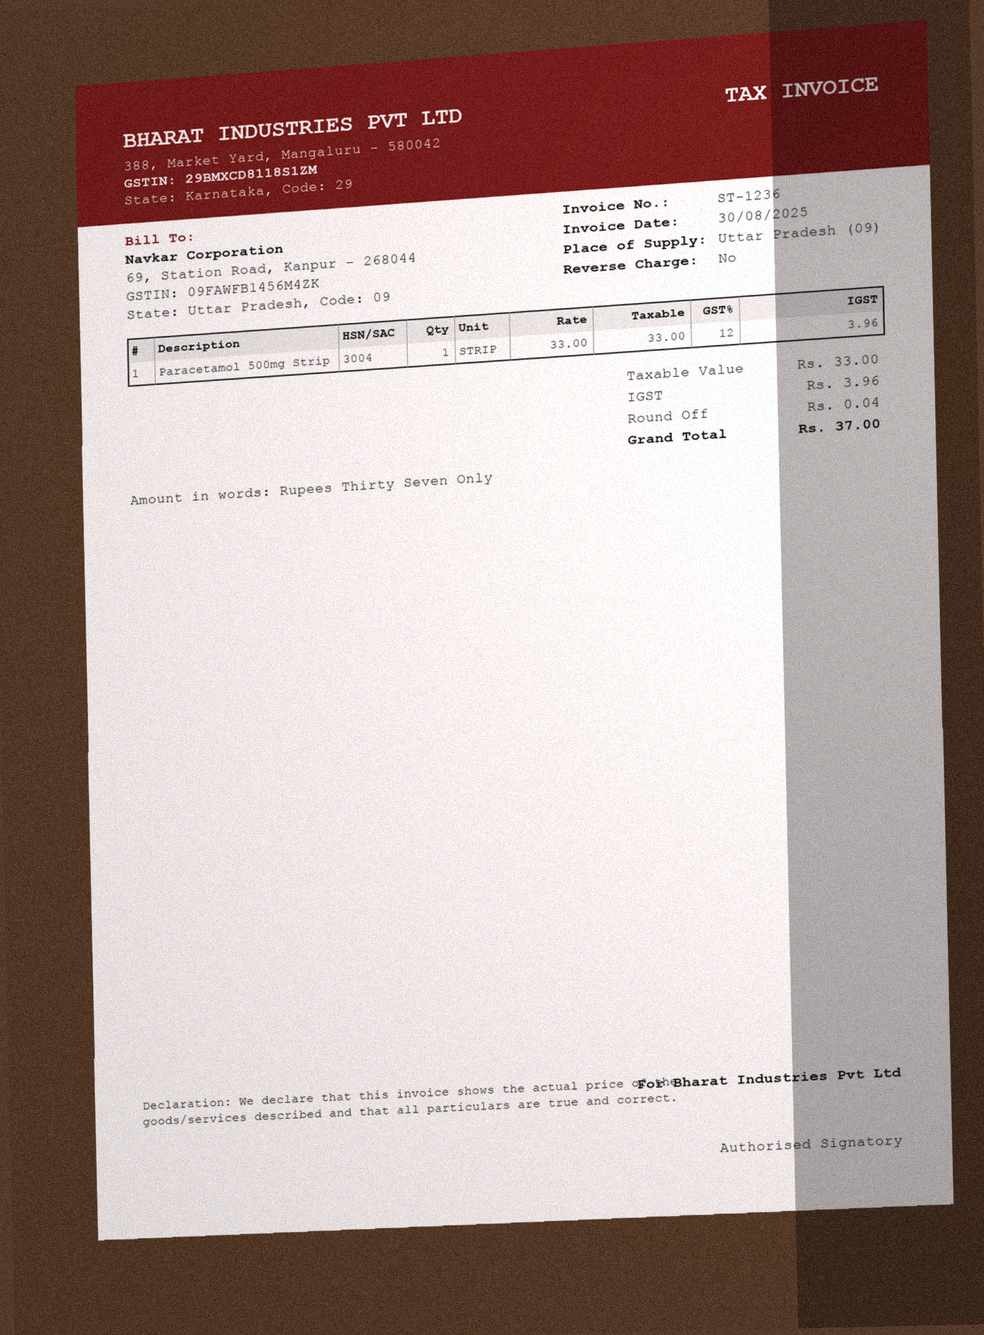 BHARAT INDUSTRIES PVT LTD
TAX INVOICE
388, Market Yard, Mangaluru - 580042
GSTIN: 29BMXCD8118S1ZM
State: Karnataka, Code: 29
Bill To:
Navkar Corporation
69, Station Road, Kanpur - 268044
GSTIN: 09FAWFB1456M4ZK
State: Uttar Pradesh, Code: 09
Invoice No.: ST-1236
Invoice Date: 30/08/2025
Place of Supply: Uttar Pradesh (09)
Reverse Charge: No
# Description HSN/SAC Qty Unit Rate Taxable GST% IGST
1 Paracetamol 500mg Strip 3004 1 STRIP 33.00 33.00 12 3.96
Taxable Value Rs. 33.00
IGST Rs. 3.96
Round Off Rs. 0.04
Grand Total Rs. 37.00
Amount in words: Rupees Thirty Seven Only
Declaration: We declare that this invoice shows the actual price of the
goods/services described and that all particulars are true and correct.
For Bharat Industries Pvt Ltd
Authorised Signatory